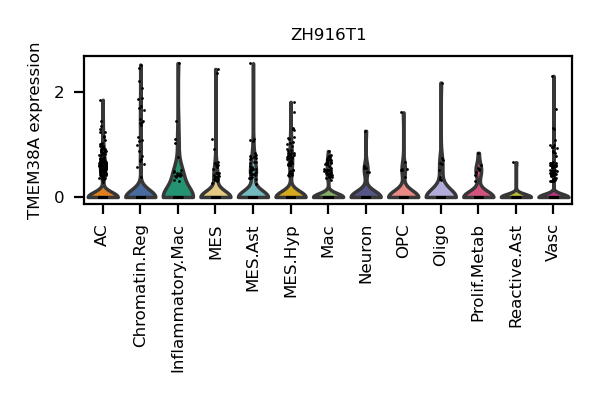 ZH916T1
TMEM38A expression
2
0
AC
Chromatin.Reg
Inflammatory.Mac
MES
MES.Ast
MES.Hyp
Mac
Neuron
OPC
Oligo
Prolif.Metab
Reactive.Ast
Vasc